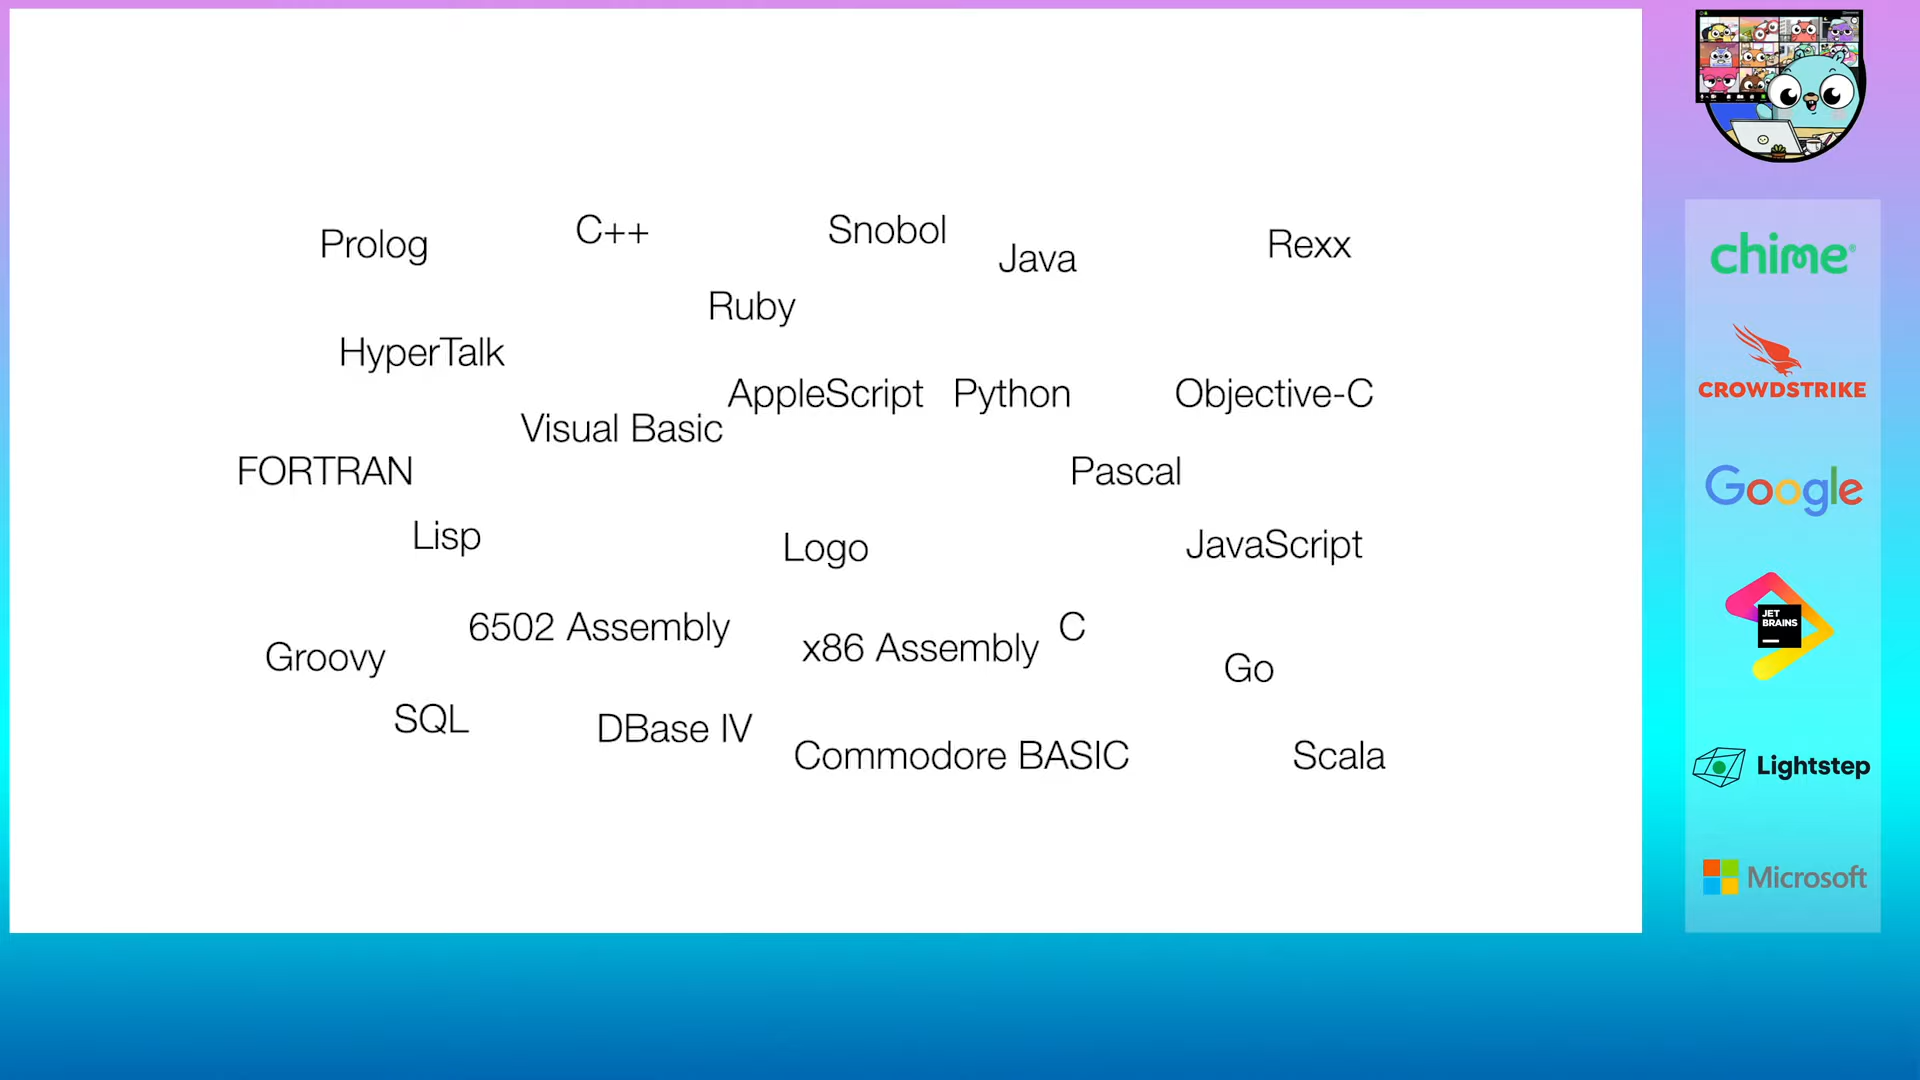 Prolog
C++
Snobol
Java
Rexx
Ruby
HyperTalk
AppleScript
Python
Objective-C
Visual Basic
FORTRAN
Pascal
Lisp
Logo
JavaScript
6502 Assembly
x86 Assembly
C
Groovy
Go
SQL
DBase IV
Commodore BASIC
Scala
chime
CROWDSTRIKE
Google
JET
BRAINS
Lightstep
Microsoft